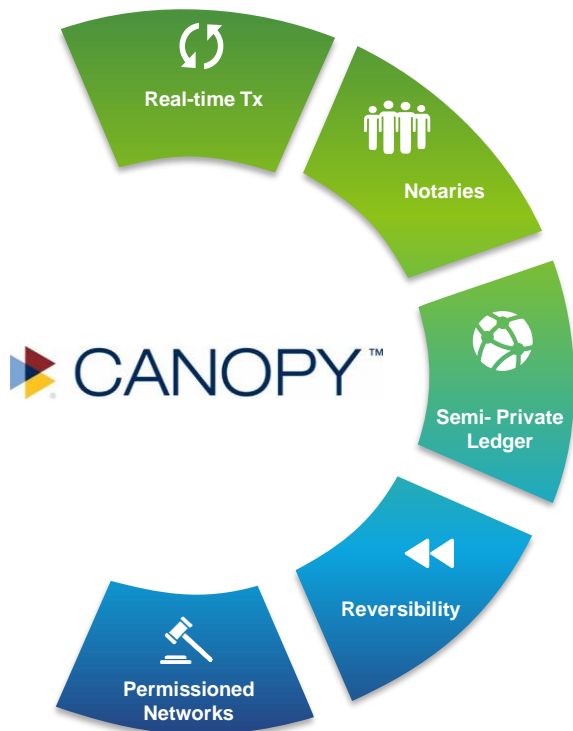 Real-time Tx
Notaries
CANOPY™
®
Semi- Private
Ledger
Reversibility
Permissioned
Networks